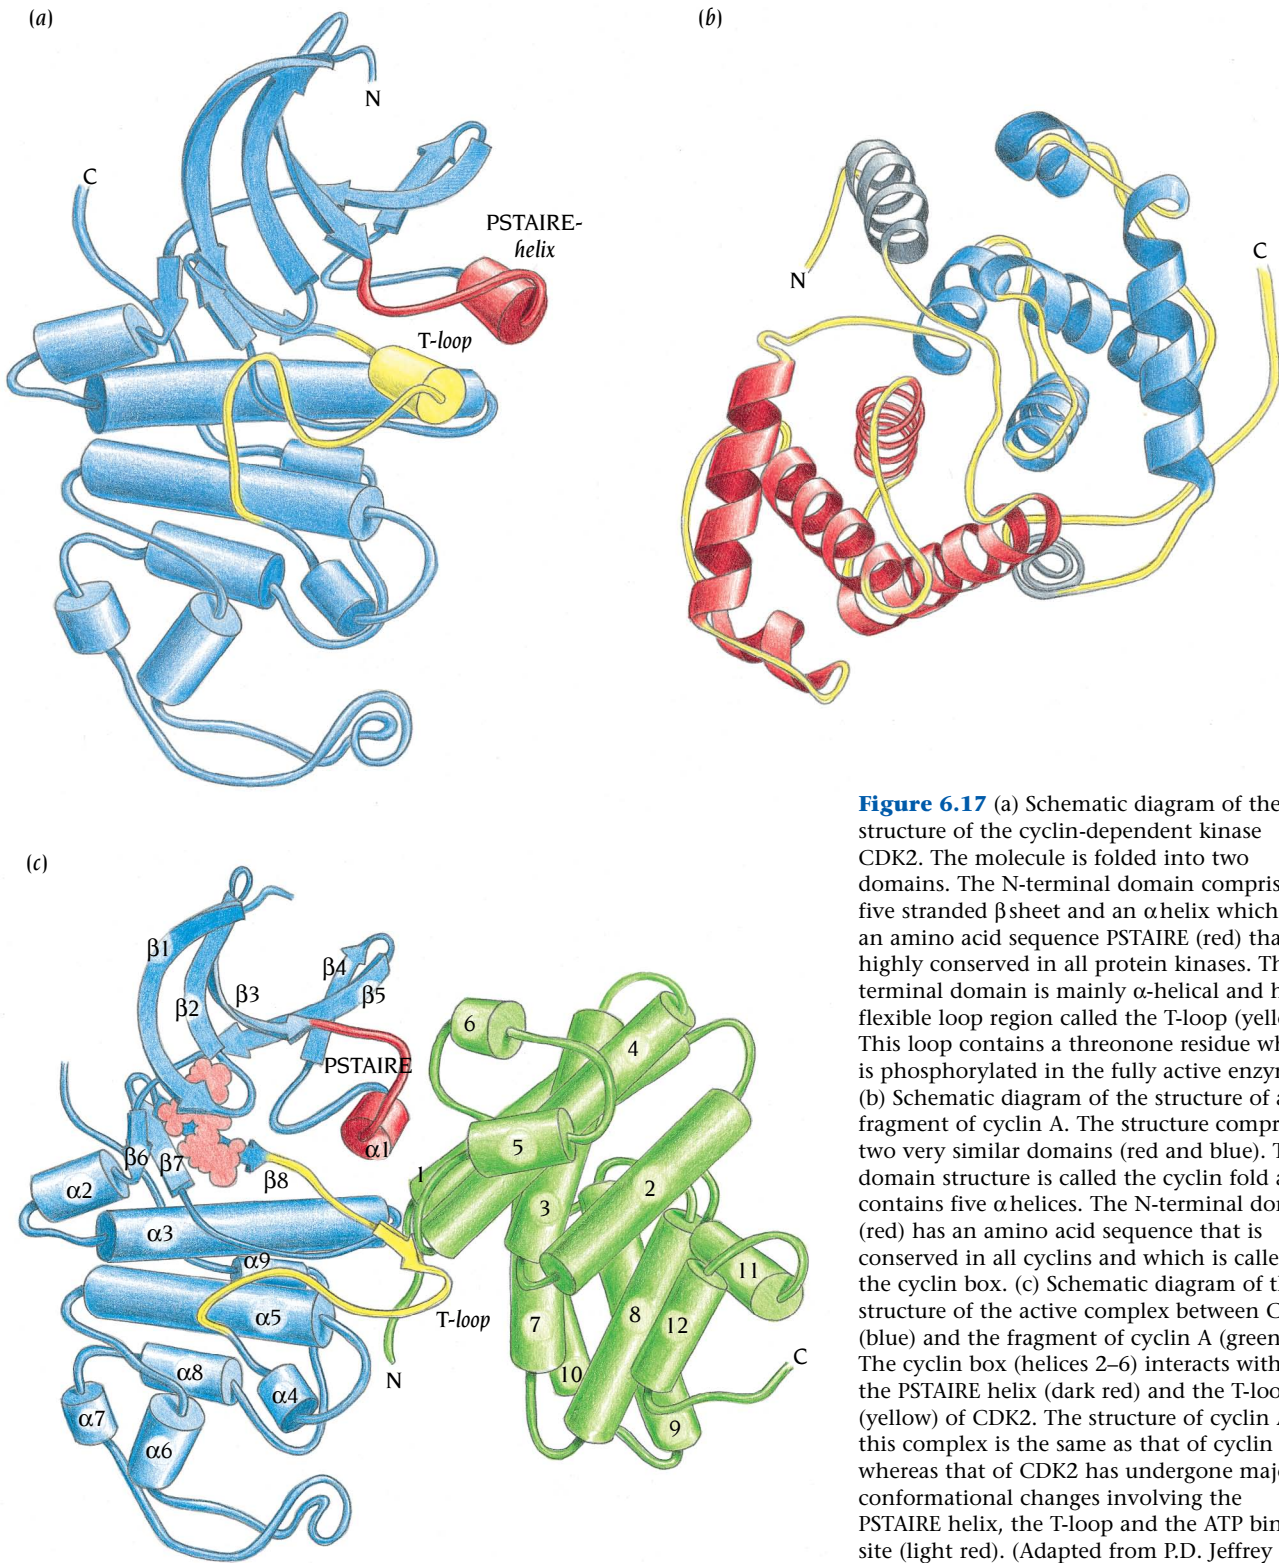 (a)
N
C
PSTAIRE-
helix
T-loop
(b)
N
C
(c)
β1
β2
β3
β4
β5
PSTAIRE
α1
β6
β7
β8
α2
α3
α9
α5
T-loop
α8
α4
α7
α6
N
6
4
5
1
2
3
11
7
8
12
10
9
C
Figure 6.17 (a) Schematic diagram of the
structure of the cyclin-dependent kinase
CDK2. The molecule is folded into two
domains. The N-terminal domain compris
five stranded β sheet and an α helix which
an amino acid sequence PSTAIRE (red) tha
highly conserved in all protein kinases. Th
terminal domain is mainly α-helical and h
flexible loop region called the T-loop (yello
This loop contains a threonone residue wh
is phosphorylated in the fully active enzym
(b) Schematic diagram of the structure of a
fragment of cyclin A. The structure compr
two very similar domains (red and blue). T
domain structure is called the cyclin fold a
contains five α helices. The N-terminal do
(red) has an amino acid sequence that is
conserved in all cyclins and which is calle
the cyclin box. (c) Schematic diagram of th
structure of the active complex between C
(blue) and the fragment of cyclin A (green
The cyclin box (helices 2–6) interacts with
the PSTAIRE helix (dark red) and the T-loo
(yellow) of CDK2. The structure of cyclin A
this complex is the same as that of cyclin
whereas that of CDK2 has undergone majo
conformational changes involving the
PSTAIRE helix, the T-loop and the ATP bin
site (light red). (Adapted from P.D. Jeffrey